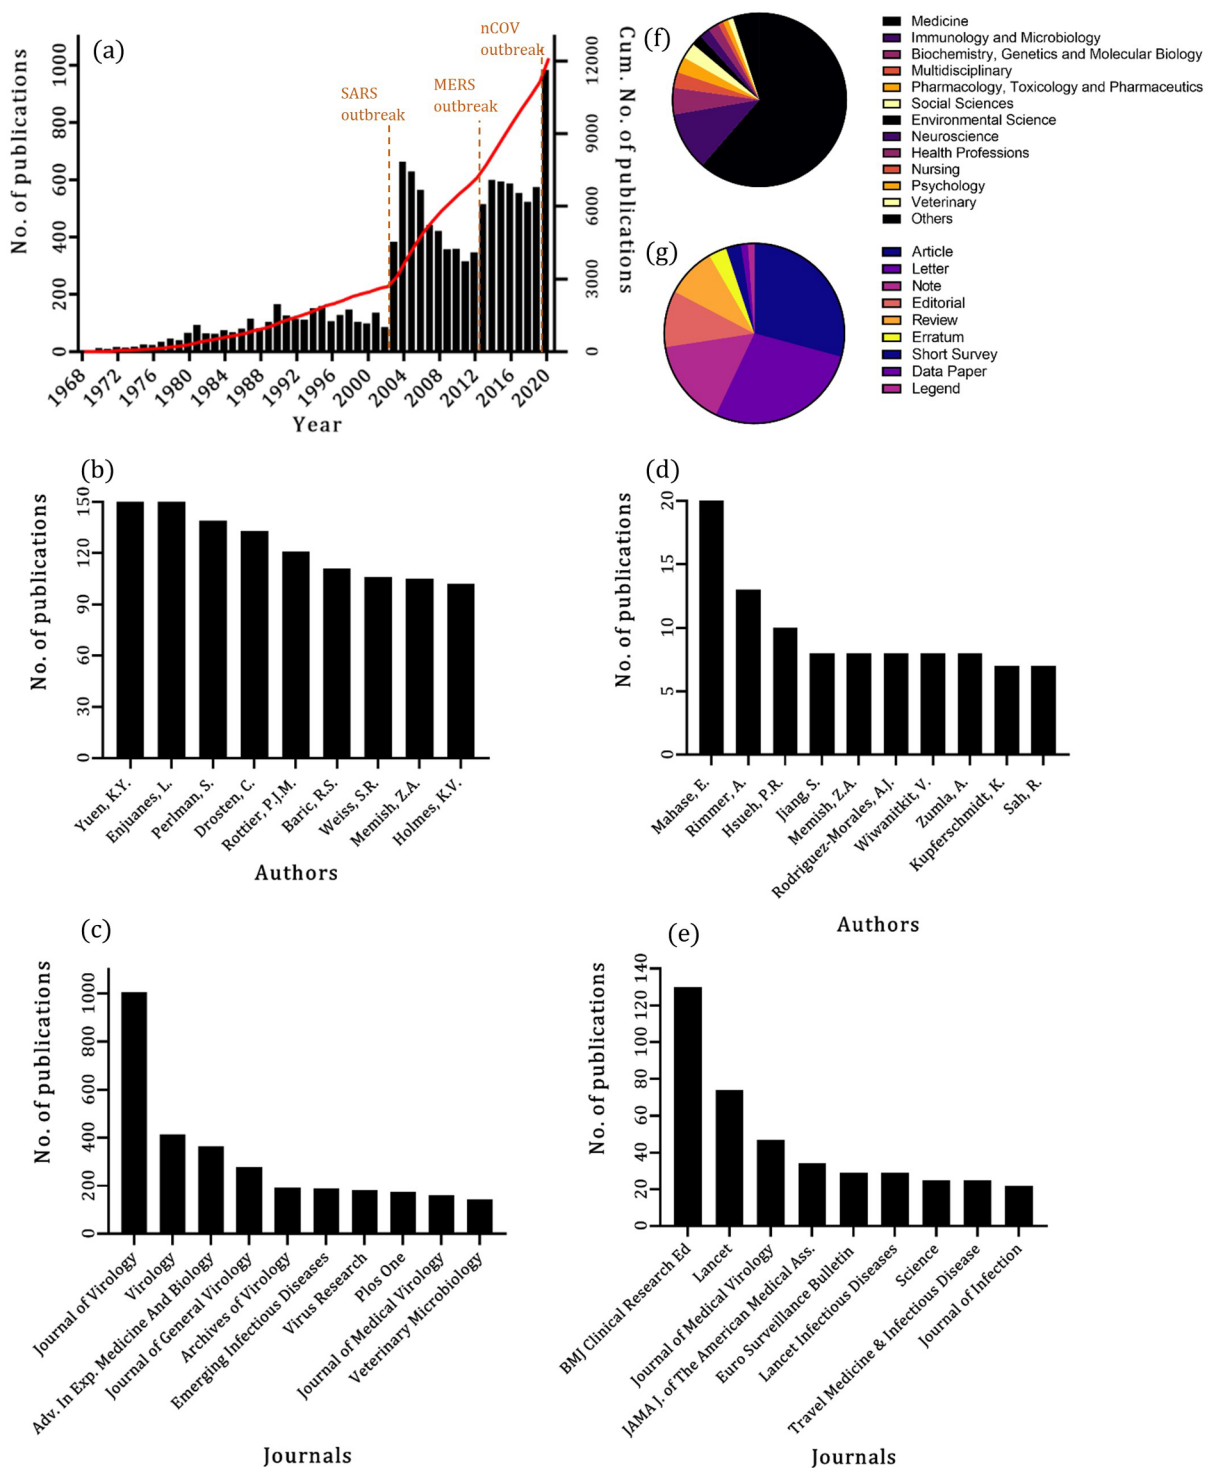 (a)
No. of publications
1000
800
600
400
200
0
SARS
outbreak
MERS
outbreak
nCOV
outbreak
12000
9000
6000
3000
0
Cum. No. of publications
1968
1972
1976
1980
1984
1988
1992
1996
2000
2004
2008
2012
2016
2020
Year
(f)
Medicine
Immunology and Microbiology
Biochemistry, Genetics and Molecular Biology
Multidisciplinary
Pharmacology, Toxicology and Pharmaceutics
Social Sciences
Environmental Science
Neuroscience
Health Professions
Nursing
Psychology
Veterinary
Others
(g)
Article
Letter
Note
Editorial
Review
Erratum
Short Survey
Data Paper
Legend
(b)
No. of publications
150
120
90
60
30
0
Yuen, K.Y.
Enjuanes, L.
Perlman, S.
Drosten, C.
Rottier, P.J.M.
Baric, R.S.
Weiss, S.R.
Memish, Z.A.
Holmes, K.V.
Authors
(d)
No. of publications
20
15
10
5
0
Mahase, E.
Rimmer, A.
Hsueh, P.R.
Jiang, S.
Memish, Z.A.
Rodriguez-Morales, A.J.
Wiwanitkit, V.
Zumla, A.
Kupferschmidt, K.
Sah, R.
Authors
(c)
No. of publications
1000
800
600
400
200
0
Journal of Virology
Virology
Adv. In Exp. Medicine And Biology
Journal of General Virology
Archives of Virology
Emerging Infectious Diseases
Virus Research
Plos One
Journal of Medical Virology
Veterinary Microbiology
Journals
(e)
No. of publications
140
120
100
80
60
40
20
0
BMJ Clinical Research Ed
Lancet
Journal of Medical Virology
JAMA J. of The American Medical Ass.
Euro Surveillance Bulletin
Lancet Infectious Diseases
Science
Travel Medicine & Infectious Disease
Journal of Infection
Journals